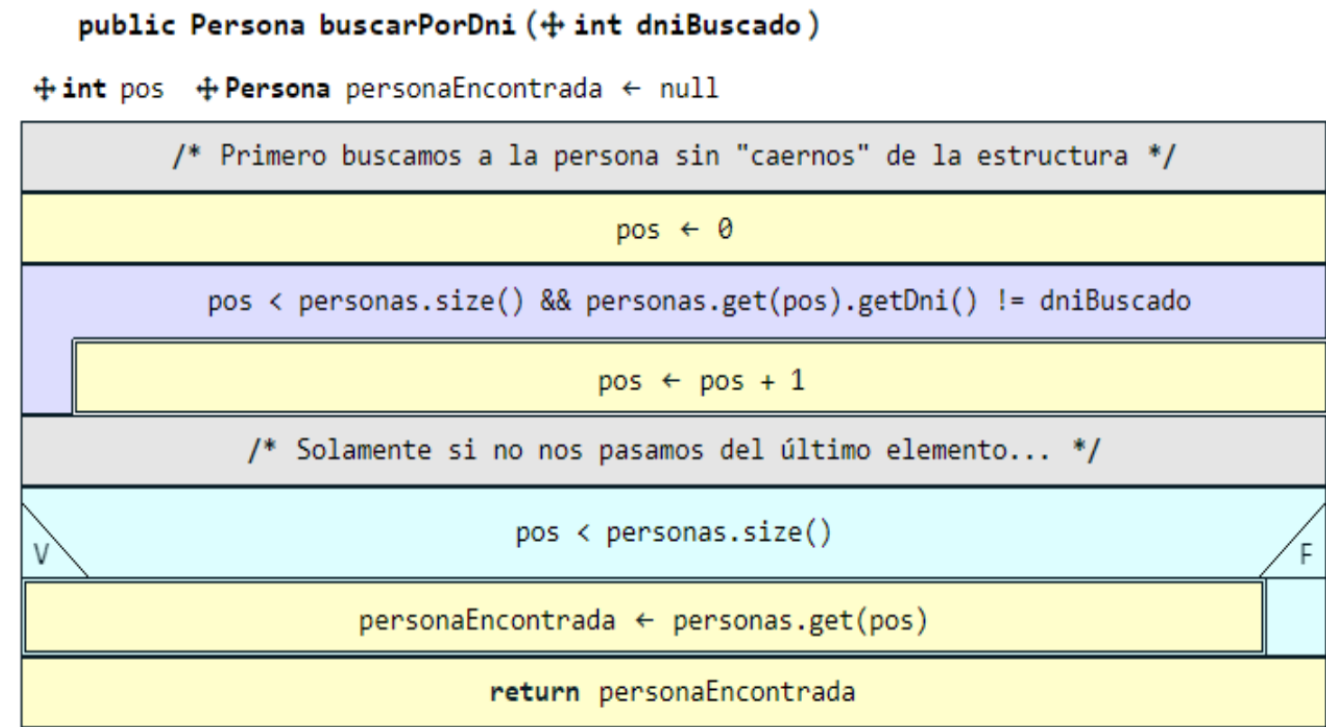 public Persona buscarPorDni (✢ int dniBuscado)
✢ int pos ✢ Persona personaEncontrada ← null
/* Primero buscamos a la persona sin "caernos" de la estructura */
pos ← 0
pos < personas.size() && personas.get(pos).getDni() != dniBuscado
pos ← pos + 1
/* Solamente si no nos pasamos del último elemento... */
pos < personas.size()
V
F
personaEncontrada ← personas.get(pos)
return personaEncontrada